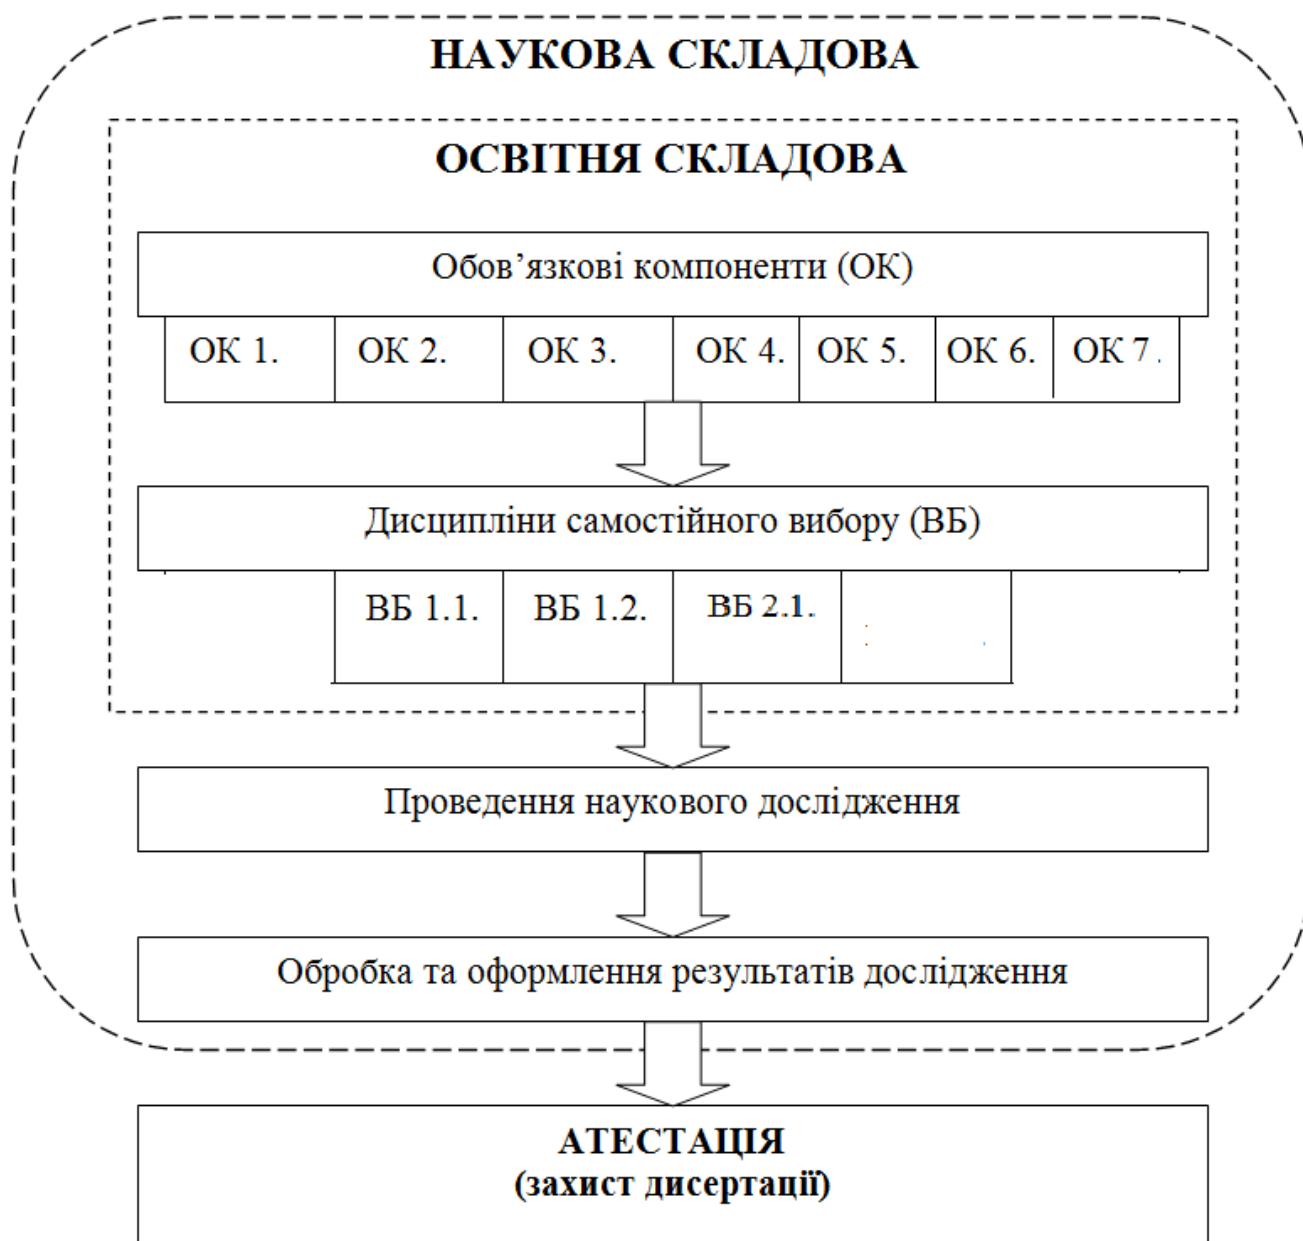 НАУКОВА СКЛАДОВА
ОСВІТНЯ СКЛАДОВА
Обов’язкові компоненти (ОК)
ОК 1. ОК 2. ОК 3. ОК 4. ОК 5. ОК 6. ОК 7.
Дисципліни самостійного вибору (ВБ)
ВБ 1.1. ВБ 1.2. ВБ 2.1.
Проведення наукового дослідження
Обробка та оформлення результатів дослідження
АТЕСТАЦІЯ
(захист дисертації)